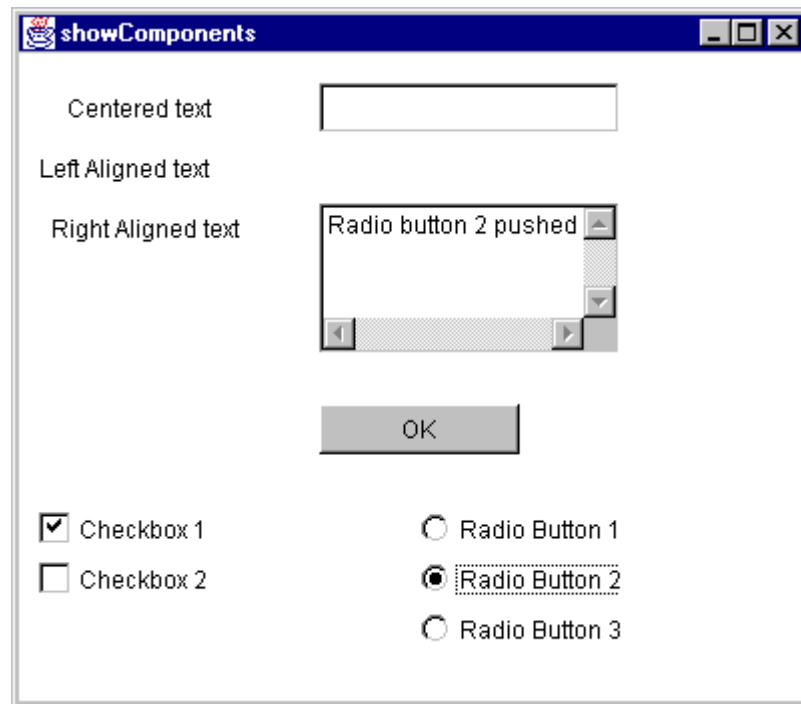 showComponents
Centered text
Left Aligned text
Right Aligned text
Radio button 2 pushed
OK
Checkbox 1
Radio Button 1
Checkbox 2
Radio Button 2
Radio Button 3